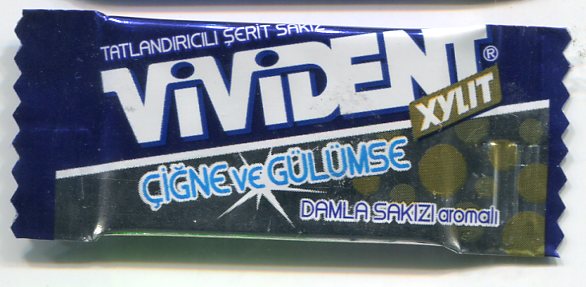 TATLANDIRICILI ŞERİT SAKIZ
ViViDENT®
XYLIT
ÇİĞNE VE GÜLÜMSE
DAMLA SAKIZI aromalı